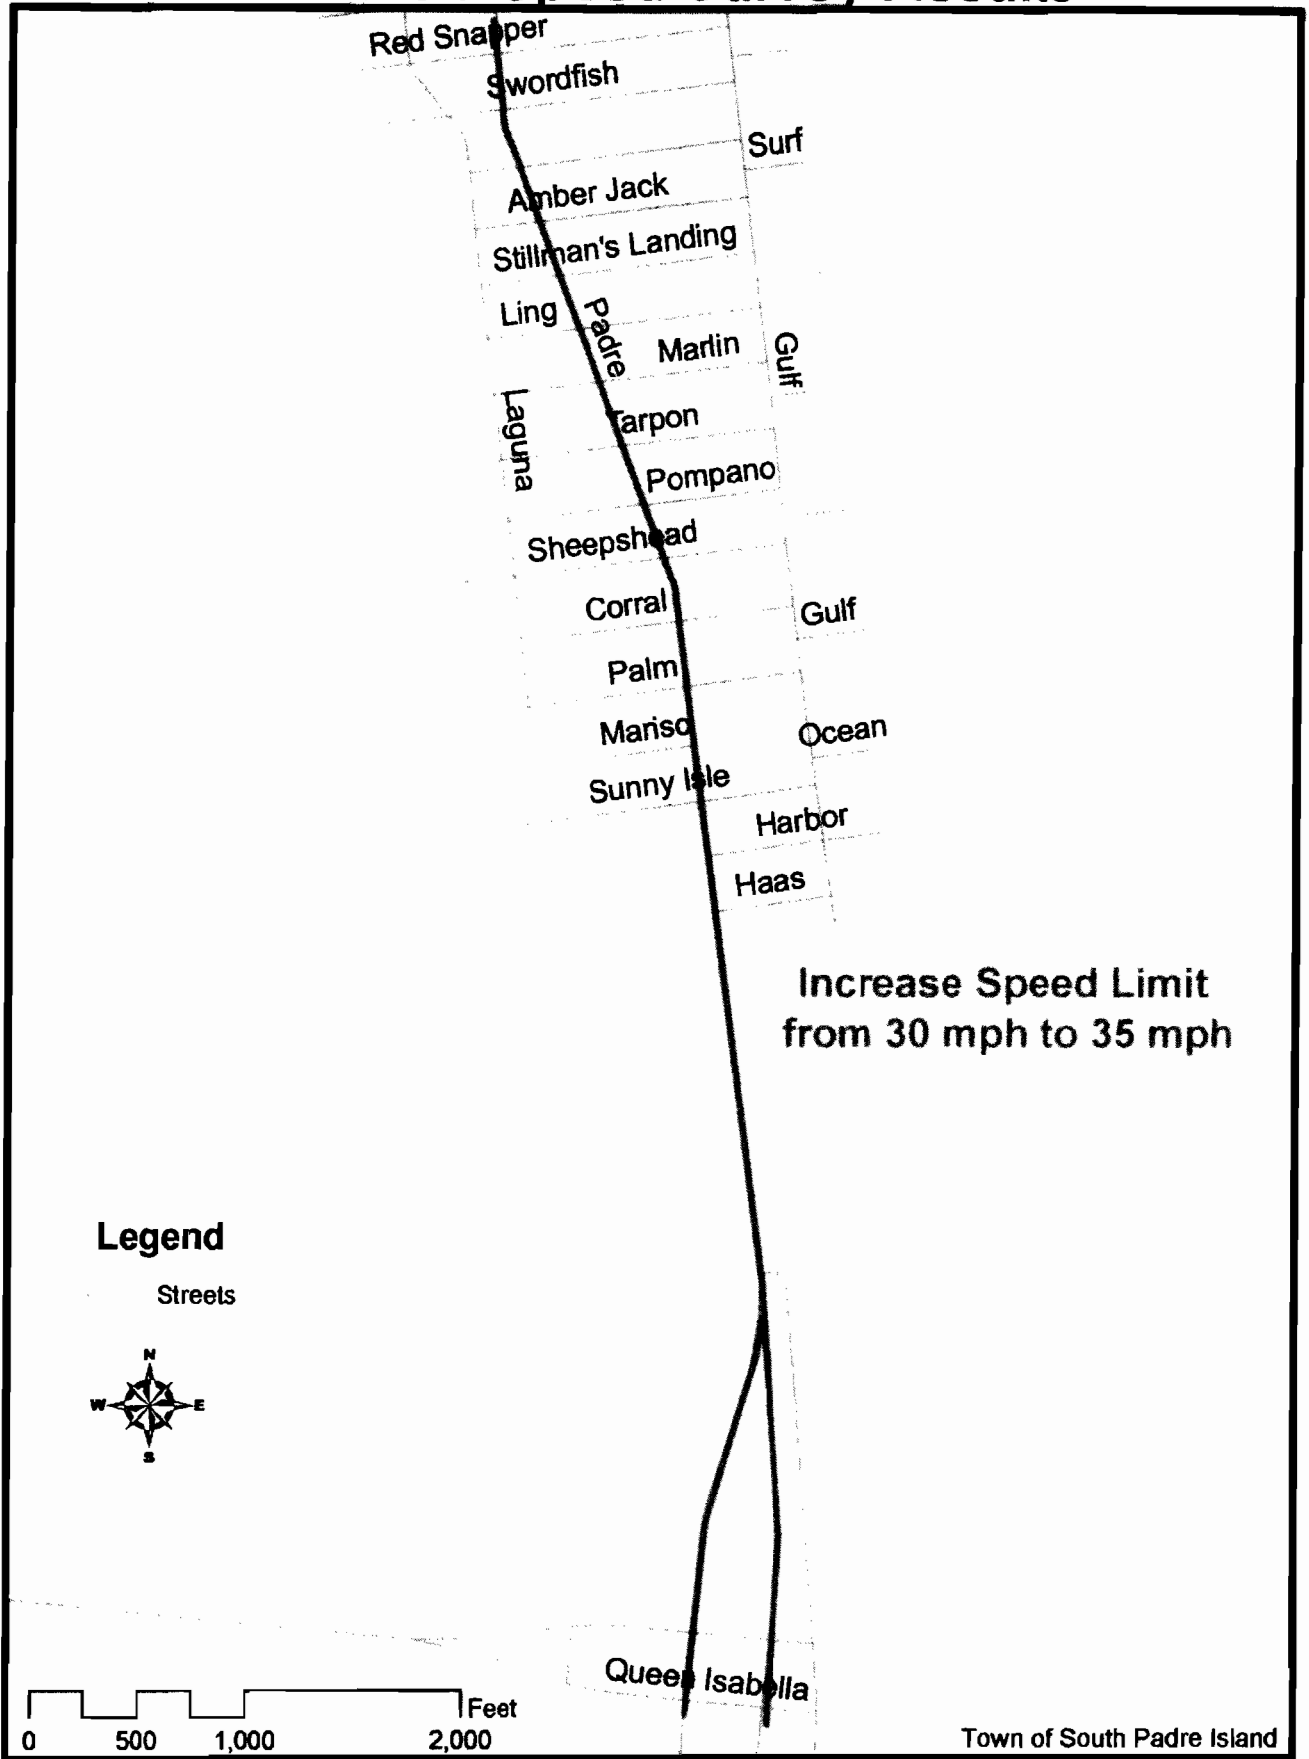 Red Snapper
Swordfish
Surf
Amber Jack
Stillman's Landing
Ling
Padre
Marlin
Gulf
Laguna
Tarpon
Pompano
Sheepshead
Corral
Gulf
Palm
Mariso
Ocean
Sunny Isle
Harbor
Haas
Increase Speed Limit
from 30 mph to 35 mph
Legend
Streets
N
W
E
S
Queen Isabella
Feet
0
500
1,000
2,000
Town of South Padre Island